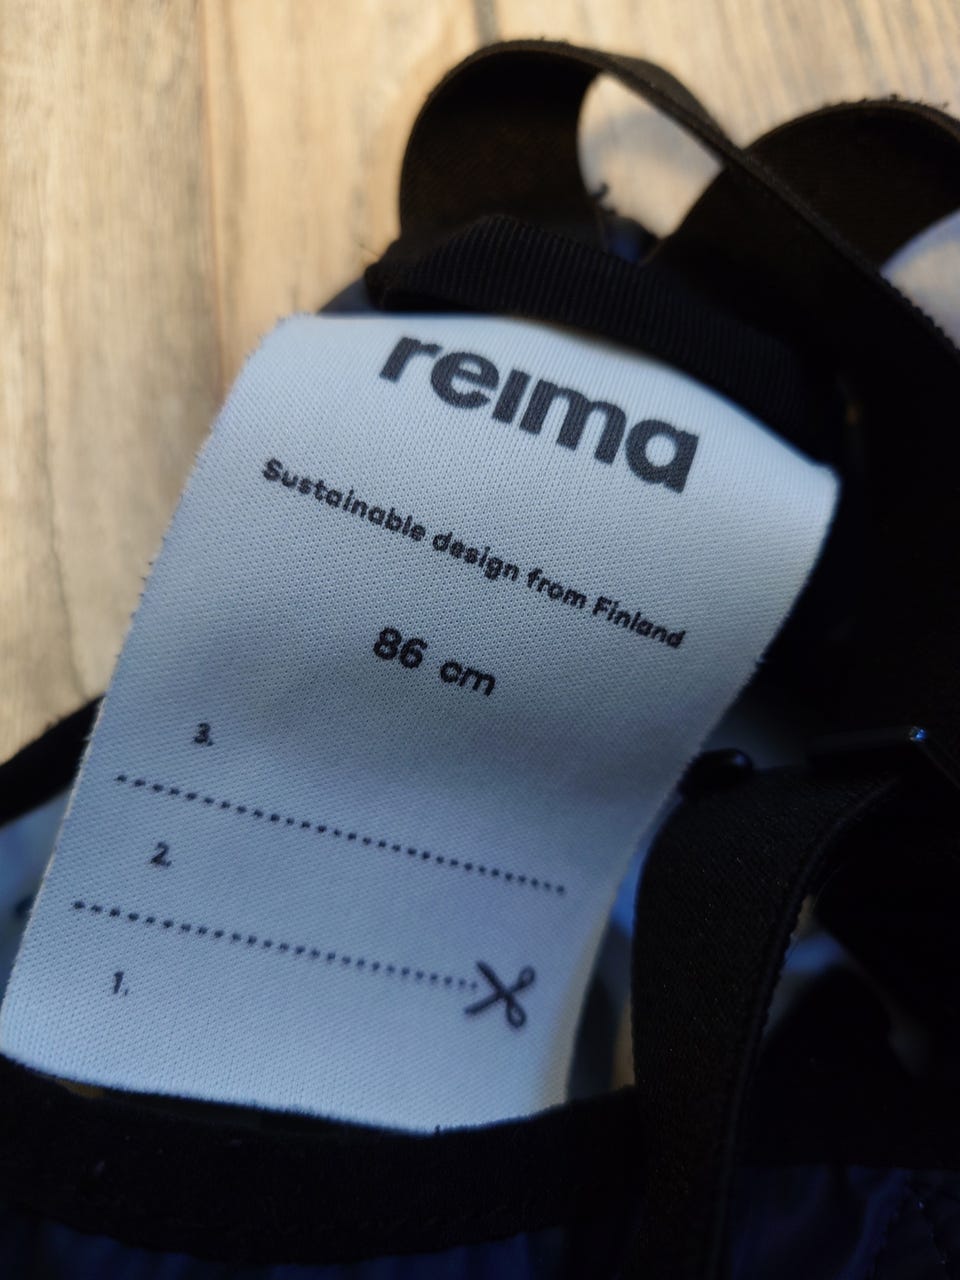 reima
Sustainable design from Finland
86 cm
3.
2.
1.